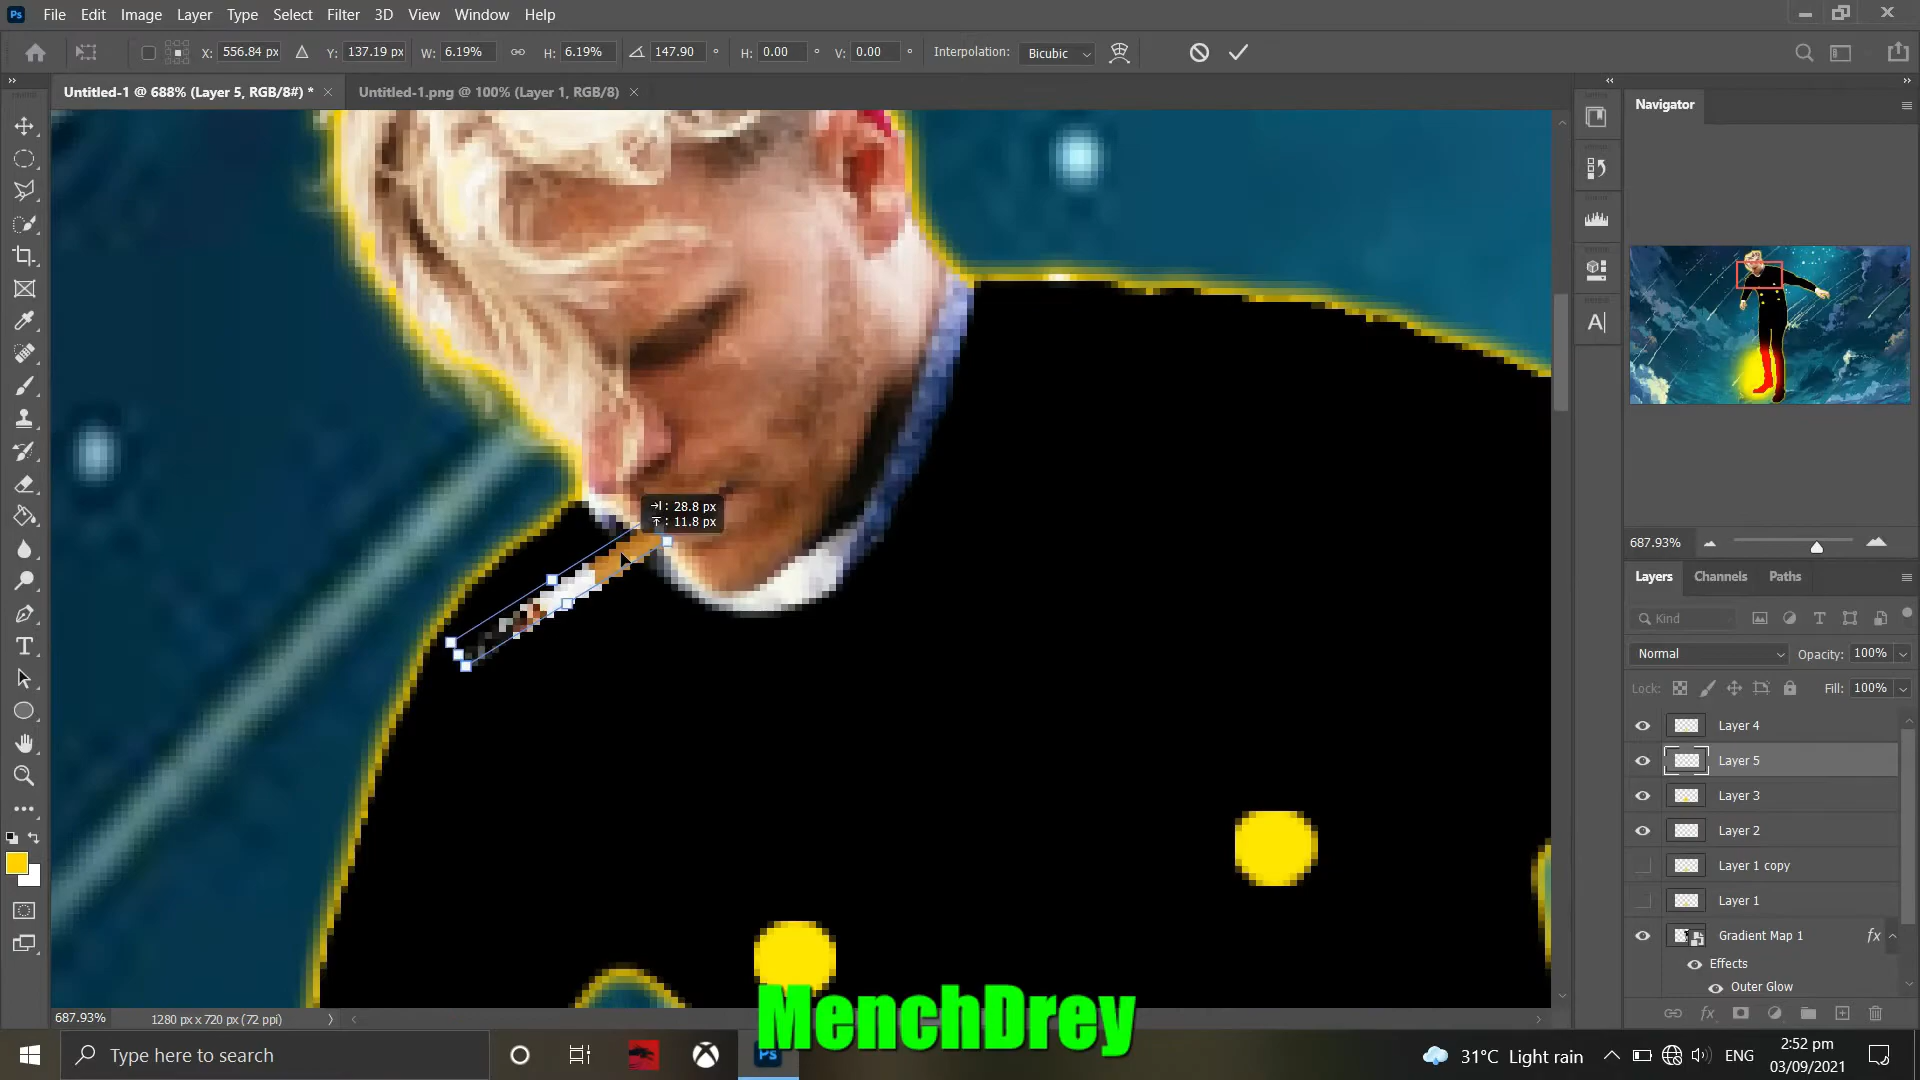 Ps File Edit Image Layer Type Select Filter 3D View Window Help
X: 556.84 px Y: 137.19 px W: 6.19% H: 6.19% 147.90 ° H: 0.00 ° V: 0.00 ° Interpolation: Bicubic
Untitled-1 @ 688% (Layer 5, RGB/8#) * Untitled-1.png @ 100% (Layer 1, RGB/8)
Navigator
28.8 px
11.8 px
687.93%
Layers Channels Paths
Kind
Normal Opacity: 100%
Lock: Fill: 100%
Layer 4
Layer 5
Layer 3
Layer 2
Layer 1 copy
Layer 1
Gradient Map 1 fx
Effects
Outer Glow
687.93% 1280 px x 720 px (72 ppi)
MenchDrey
Type here to search
Ps
31°C Light rain ENG
2:52 pm
03/09/2021